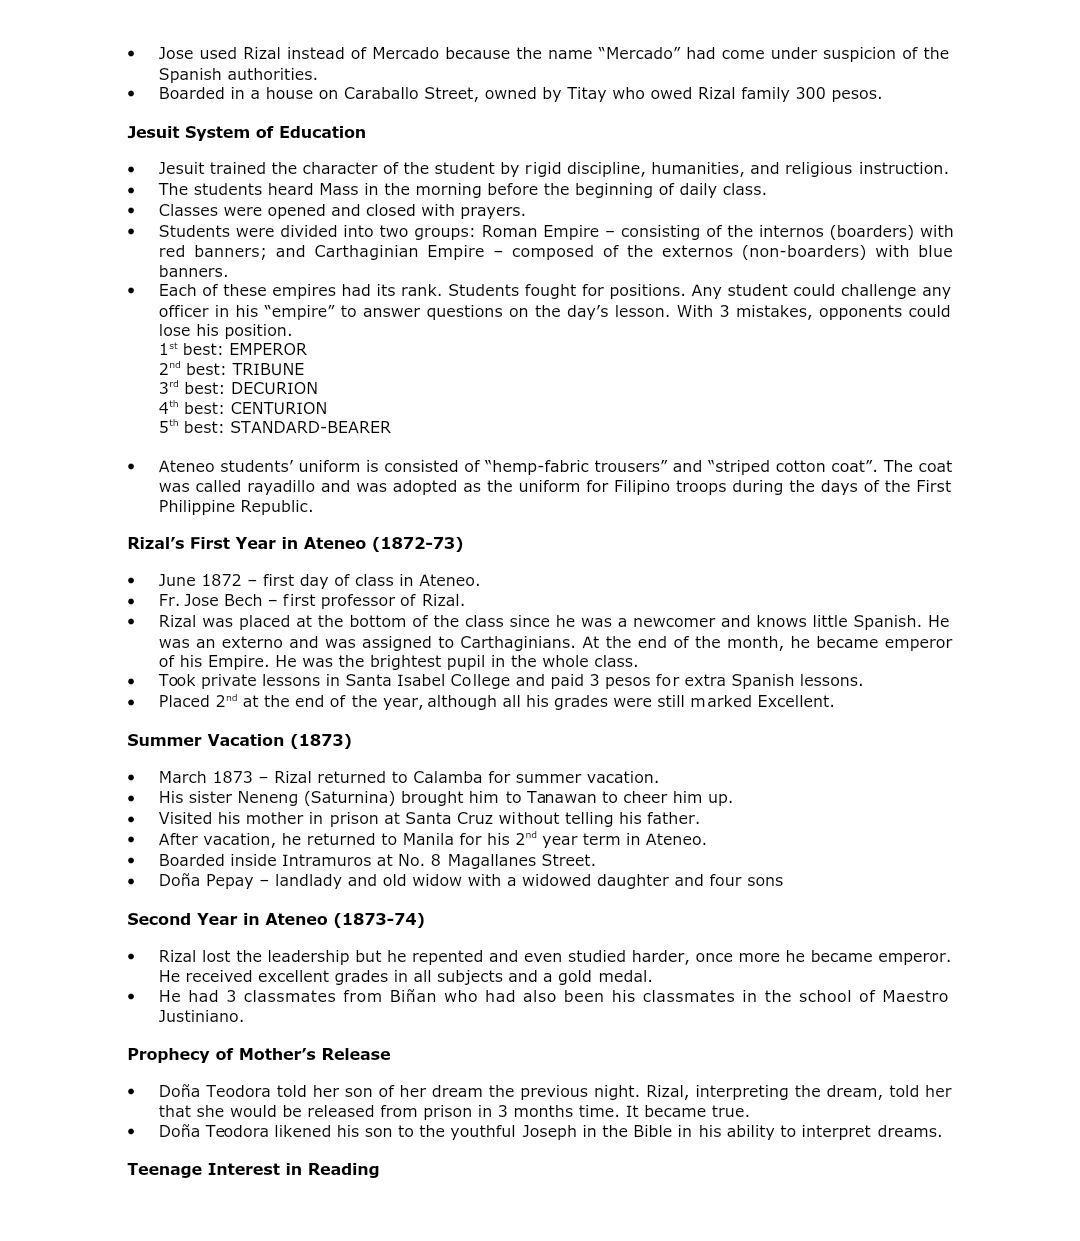 • Jose used Rizal instead of Mercado because the name “Mercado” had come under suspicion of the
Spanish authorities.
• Boarded in a house on Caraballo Street, owned by Titay who owed Rizal family 300 pesos.
Jesuit System of Education
• Jesuit trained the character of the student by rigid discipline, humanities, and religious instruction.
• The students heard Mass in the morning before the beginning of daily class.
• Classes were opened and closed with prayers.
• Students were divided into two groups: Roman Empire – consisting of the internos (boarders) with
red banners; and Carthaginian Empire – composed of the externos (non-boarders) with blue
banners.
• Each of these empires had its rank. Students fought for positions. Any student could challenge any
officer in his “empire” to answer questions on the day’s lesson. With 3 mistakes, opponents could
lose his position.
1st best: EMPEROR
2nd best: TRIBUNE
3rd best: DECURION
4th best: CENTURION
5th best: STANDARD-BEARER
• Ateneo students’ uniform is consisted of “hemp-fabric trousers” and “striped cotton coat”. The coat
was called rayadillo and was adopted as the uniform for Filipino troops during the days of the First
Philippine Republic.
Rizal’s First Year in Ateneo (1872-73)
• June 1872 – first day of class in Ateneo.
• Fr. Jose Bech – first professor of Rizal.
• Rizal was placed at the bottom of the class since he was a newcomer and knows little Spanish. He
was an externo and was assigned to Carthaginians. At the end of the month, he became emperor
of his Empire. He was the brightest pupil in the whole class.
• Took private lessons in Santa Isabel College and paid 3 pesos for extra Spanish lessons.
• Placed 2nd at the end of the year, although all his grades were still marked Excellent.
Summer Vacation (1873)
• March 1873 – Rizal returned to Calamba for summer vacation.
• His sister Neneng (Saturnina) brought him to Tanawan to cheer him up.
• Visited his mother in prison at Santa Cruz without telling his father.
• After vacation, he returned to Manila for his 2nd year term in Ateneo.
• Boarded inside Intramuros at No. 8 Magallanes Street.
• Doña Pepay – landlady and old widow with a widowed daughter and four sons
Second Year in Ateneo (1873-74)
• Rizal lost the leadership but he repented and even studied harder, once more he became emperor.
He received excellent grades in all subjects and a gold medal.
• He had 3 classmates from Biñan who had also been his classmates in the school of Maestro
Justiniano.
Prophecy of Mother’s Release
• Doña Teodora told her son of her dream the previous night. Rizal, interpreting the dream, told her
that she would be released from prison in 3 months time. It became true.
• Doña Teodora likened his son to the youthful Joseph in the Bible in his ability to interpret dreams.
Teenage Interest in Reading